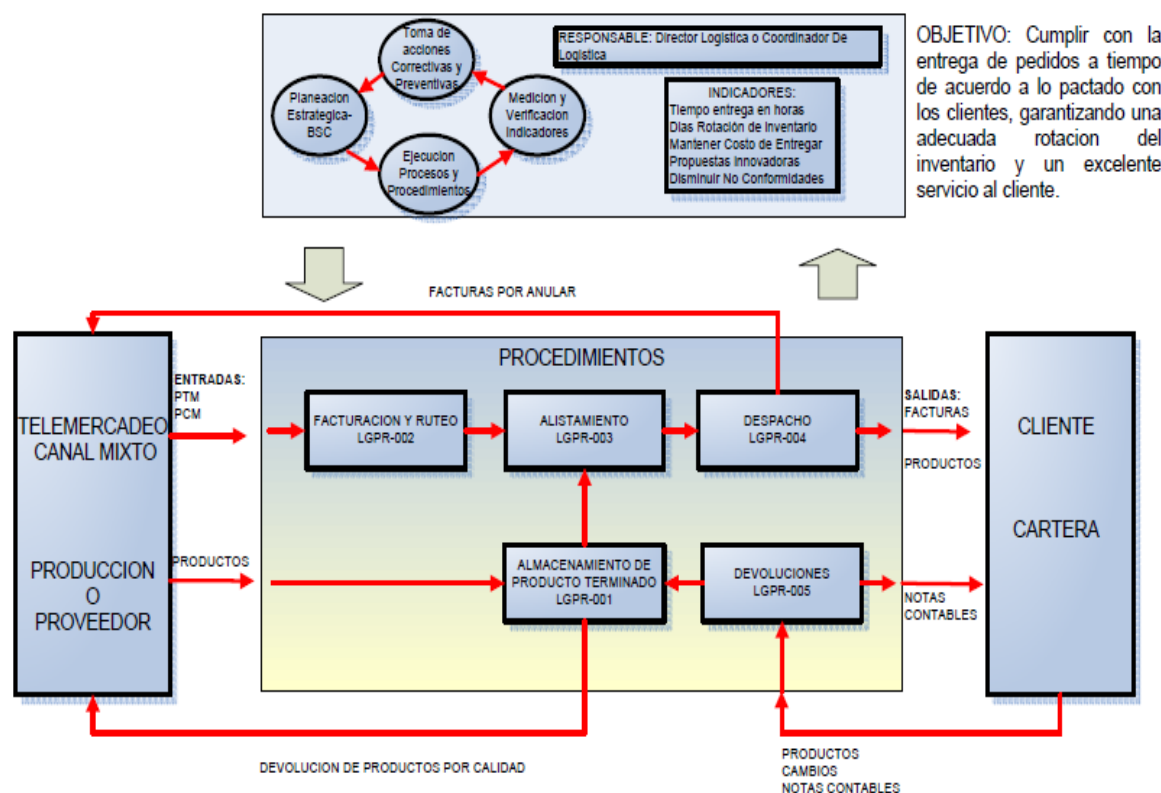 Toma de
acciones
Correctivas y
Preventivas
Planeacion
Estrategica-
BSC
Medicion y
Verificacion
Indicadores
Ejecucion
Procesos y
Procedimientos
RESPONSABLE: Director Logística o Coordinador De
Logística
INDICADORES:
Tiempo entrega en horas
Dias Rotación de Inventario
Mantener Costo de Entregar
Propuestas Innovadoras
Disminuir No Conformidades
OBJETIVO: Cumplir con la
entrega de pedidos a tiempo
de acuerdo a lo pactado con
los clientes, garantizando una
adecuada rotacion del
inventario y un excelente
servicio al cliente.
FACTURAS POR ANULAR
TELEMERCADEO
CANAL MIXTO
PRODUCCION
O
PROVEEDOR
ENTRADAS:
PTM
PCM
PRODUCTOS
PROCEDIMIENTOS
FACTURACION Y RUTEO
LGPR-002
ALISTAMIENTO
LGPR-003
DESPACHO
LGPR-004
ALMACENAMIENTO DE
PRODUCTO TERMINADO
LGPR-001
DEVOLUCIONES
LGPR-005
SALIDAS:
FACTURAS
PRODUCTOS
NOTAS
CONTABLES
CLIENTE
CARTERA
DEVOLUCION DE PRODUCTOS POR CALIDAD
PRODUCTOS
CAMBIOS
NOTAS CONTABLES